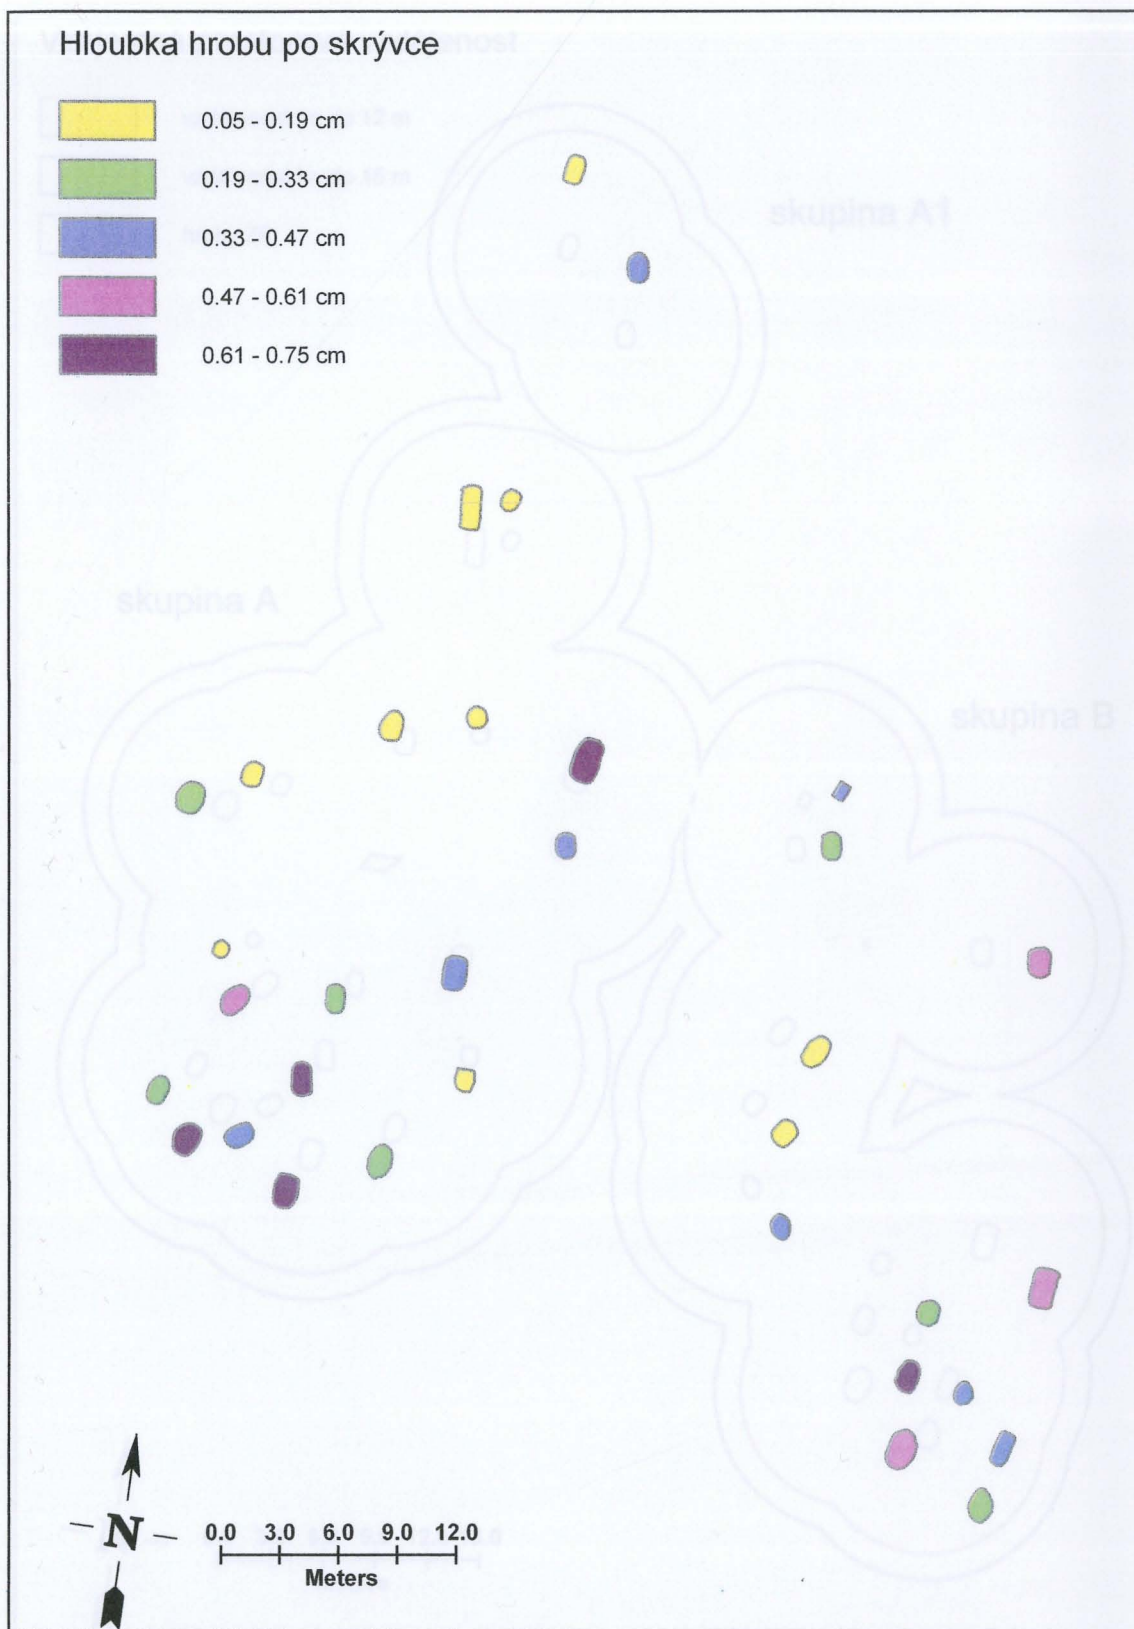 Hloubka hrobu po skrývce
0.05 - 0.19 cm
0.19 - 0.33 cm
0.33 - 0.47 cm
0.47 - 0.61 cm
0.61 - 0.75 cm
skupina A1
skupina A
skupina B
N
0.0 3.0 6.0 9.0 12.0
Meters